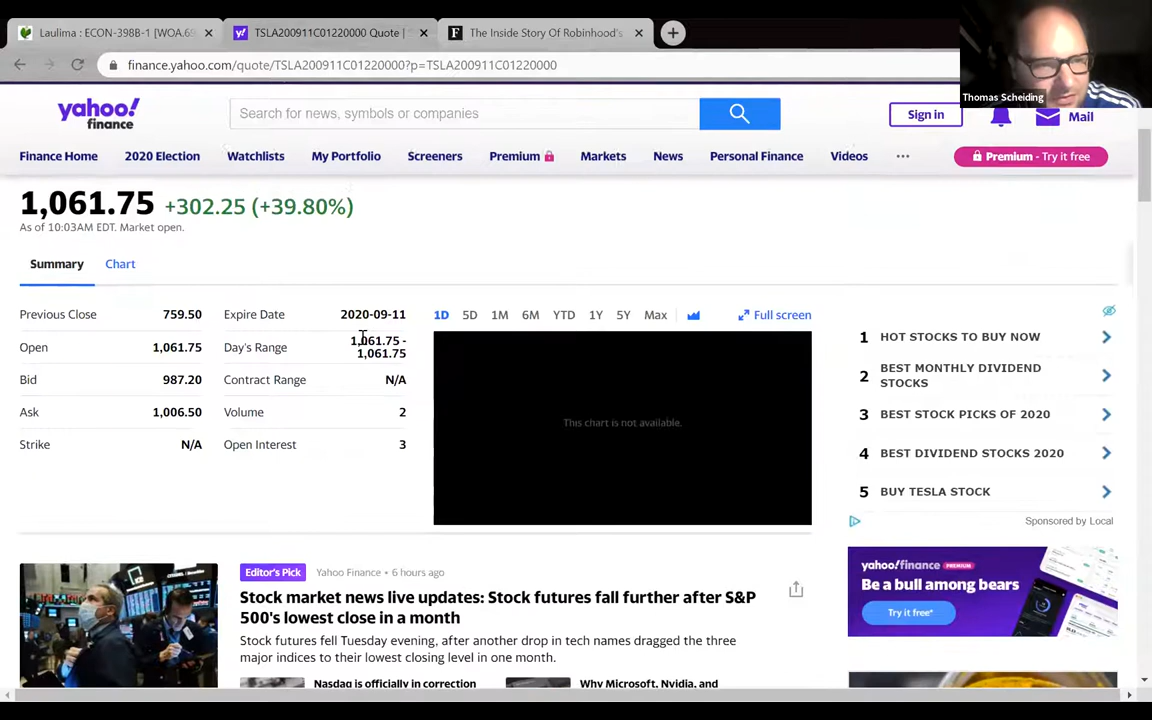 Laulima : ECON-398B-1 [WOA.69
TSLA200911C01220000 Quote |
The Inside Story Of Robinhood's
finance.yahoo.com/quote/TSLA200911C01220000?p=TSLA200911C01220000
Thomas Scheiding
yahoo!
finance
Search for news, symbols or companies
Sign in
Mail
Finance Home
2020 Election
Watchlists
My Portfolio
Screeners
Premium
Markets
News
Personal Finance
Videos
Premium - Try it free
1,061.75 +302.25 (+39.80%)
As of 10:03AM EDT. Market open.
Summary
Chart
Previous Close 759.50
Open 1,061.75
Bid 987.20
Ask 1,006.50
Strike N/A
Expire Date 2020-09-11
Day's Range 1,061.75 -
1,061.75
Contract Range N/A
Volume 2
Open Interest 3
1D 5D 1M 6M YTD 1Y 5Y Max
Full screen
This chart is not available.
1 HOT STOCKS TO BUY NOW
2 BEST MONTHLY DIVIDEND
STOCKS
3 BEST STOCK PICKS OF 2020
4 BEST DIVIDEND STOCKS 2020
5 BUY TESLA STOCK
Sponsored by Local
yahoo!finance PREMIUM
Be a bull among bears
Try it free*
Editor's Pick
Yahoo Finance • 6 hours ago
Stock market news live updates: Stock futures fall further after S&P
500's lowest close in a month
Stock futures fell Tuesday evening, after another drop in tech names dragged the three
major indices to their lowest closing level in one month.
Nasdaq is officially in correction
Why Microsoft, Nvidia, and